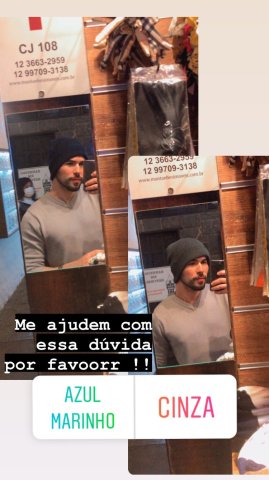 CJ 108
12 3663-2959
12 99709-3138
12 3663-2959
12 99709-3138
Me ajudem com
essa dúvida
por favoorr !!
AZUL
MARINHO
CINZA